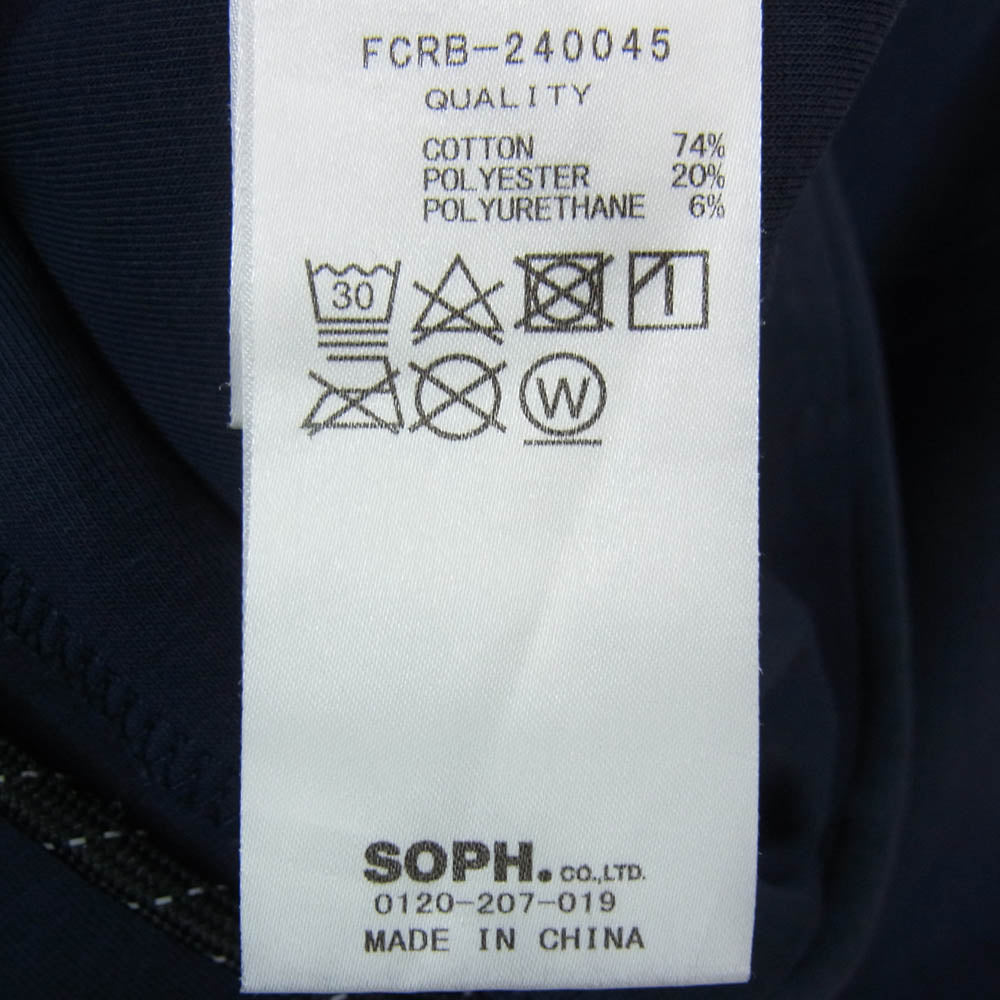 FCRB-240045
QUALITY
COTTON 74%
POLYESTER 20%
POLYURETHANE 6%
30
W
SOPH. CO.,LTD.
0120-207-019
MADE IN CHINA